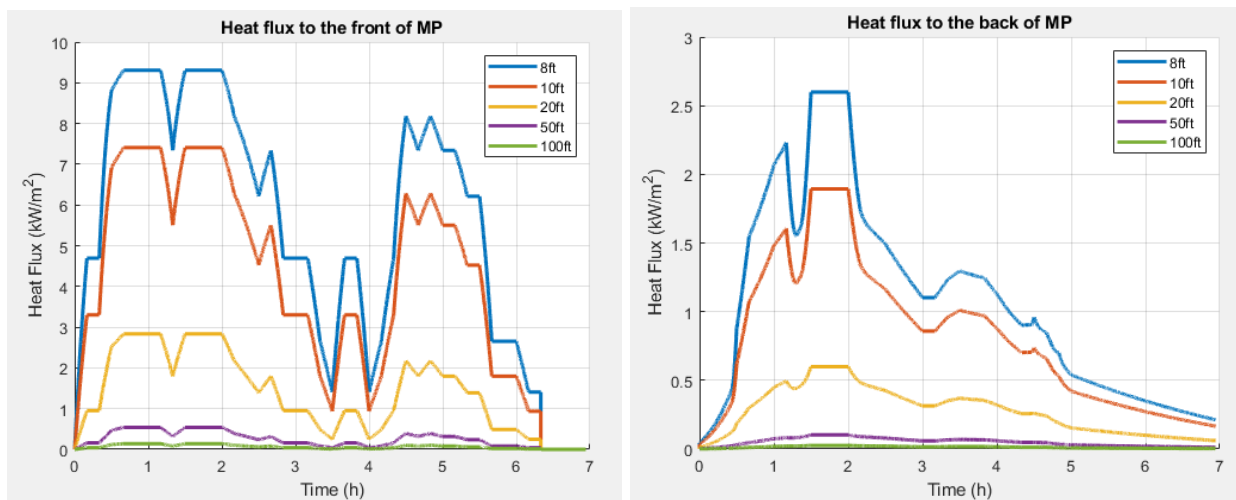 Heat flux to the front of MP
10
9
8
7
6
5
4
3
2
1
0
Heat Flux (kW/m²)
0 1 2 3 4 5 6 7
Time (h)
8ft
10ft
20ft
50ft
100ft
Heat flux to the back of MP
3
2.5
2
1.5
1
0.5
0
Heat Flux (kW/m²)
0 1 2 3 4 5 6 7
Time (h)
8ft
10ft
20ft
50ft
100ft